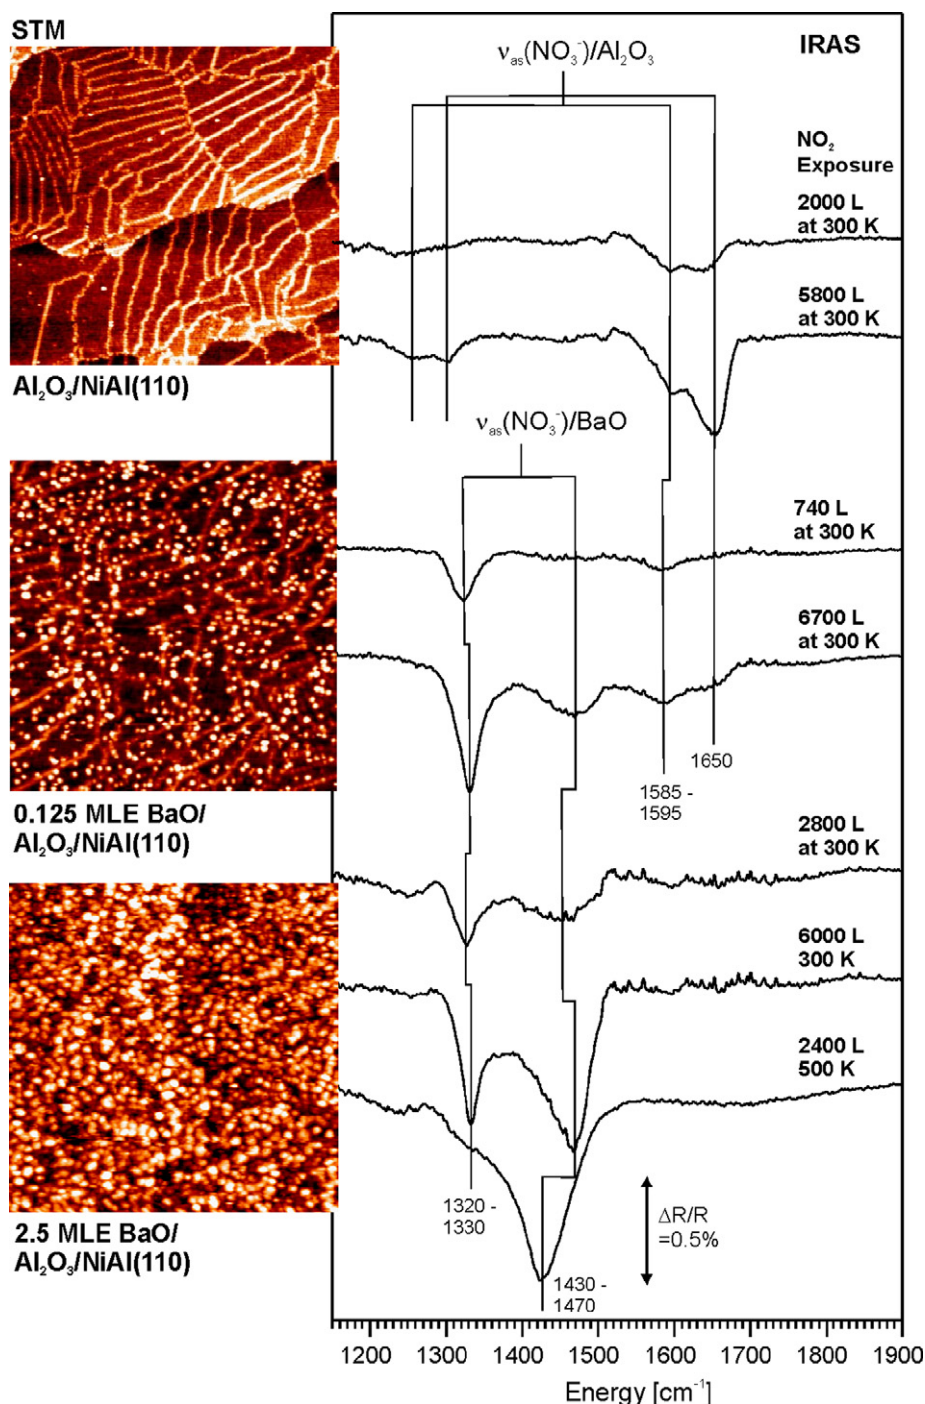 STM
Al₂O₃/NiAl(110)
0.125 MLE BaO/
Al₂O₃/NiAl(110)
2.5 MLE BaO/
Al₂O₃/NiAl(110)
IRAS
νas(NO₃⁻)/Al₂O₃
NO₂
Exposure
2000 L
at 300 K
5800 L
at 300 K
νas(NO₃⁻)/BaO
740 L
at 300 K
6700 L
at 300 K
1650
1585 -
1595
2800 L
at 300 K
6000 L
300 K
2400 L
500 K
1320 -
1330
ΔR/R
=0.5%
1430 -
1470
1200 1300 1400 1500 1600 1700 1800 1900
Energy [cm⁻¹]